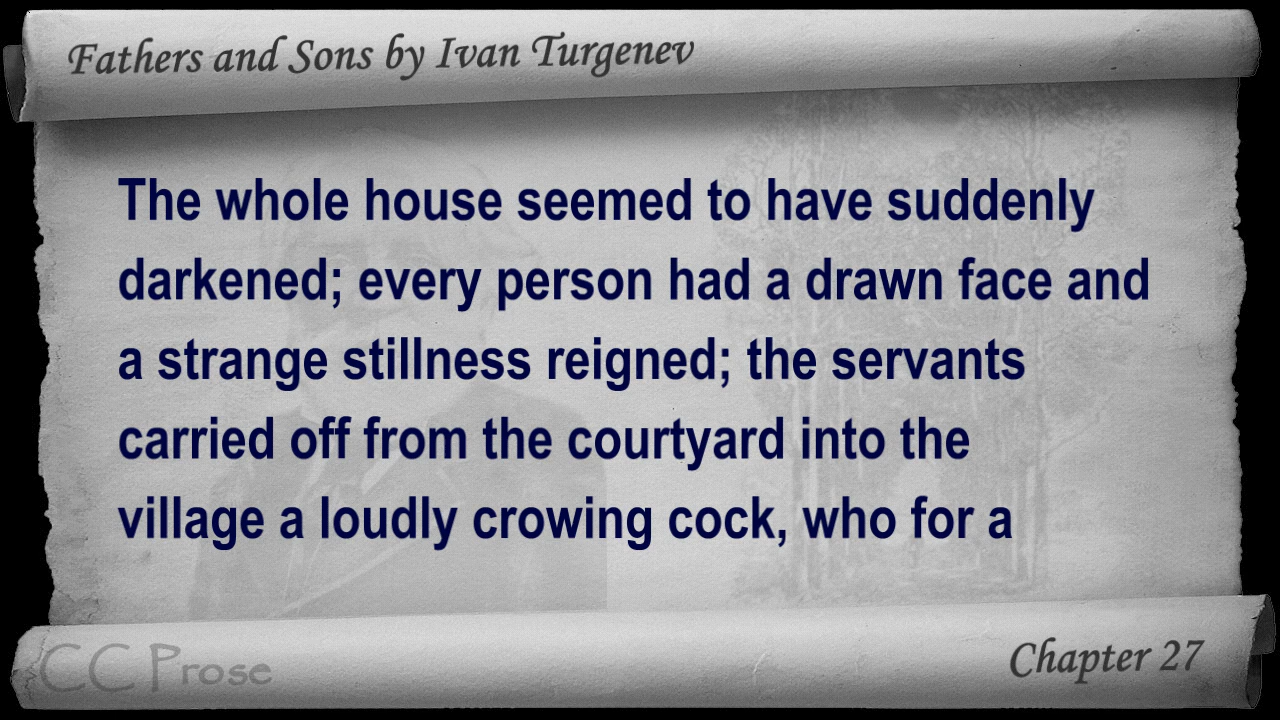 Fathers and Sons by Ivan Turgenev
The whole house seemed to have suddenly
darkened; every person had a drawn face and
a strange stillness reigned; the servants
carried off from the courtyard into the
village a loudly crowing cock, who for a
CC Prose
Chapter 27